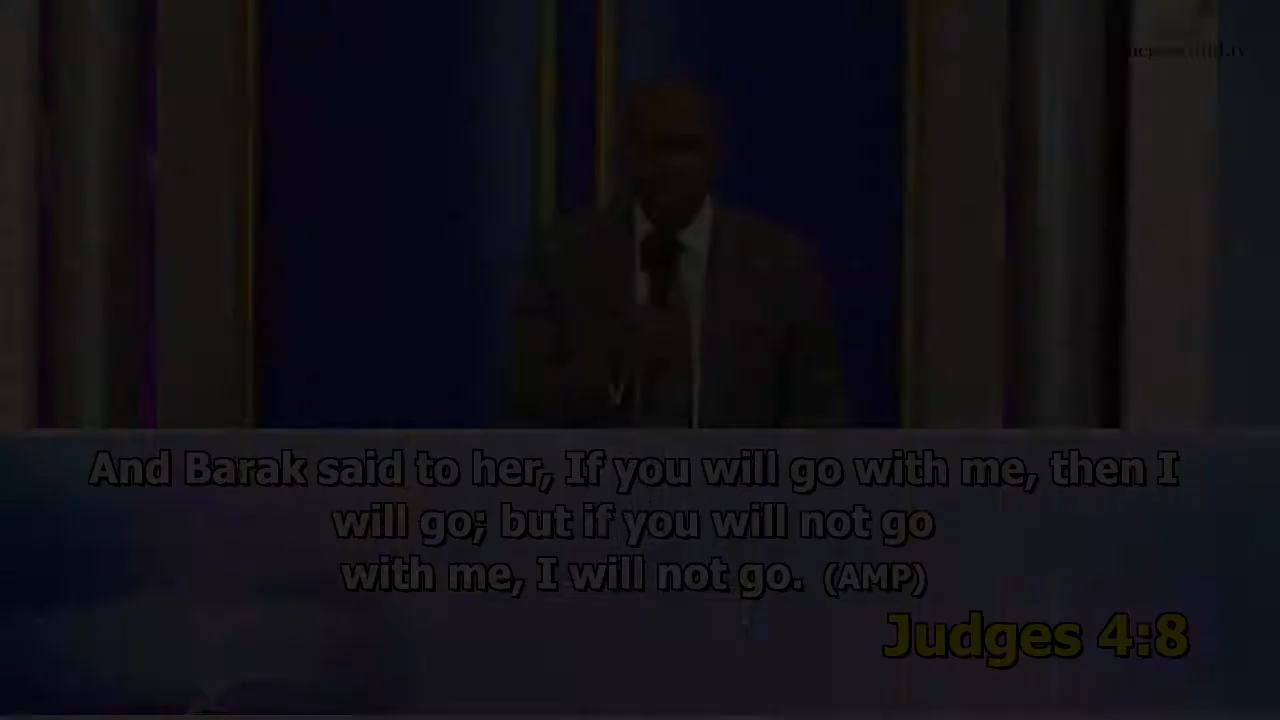 And Barak said to her, If you will go with me, then I
will go; but if you will not go
with me, I will not go. (AMP)
Judges 4:8